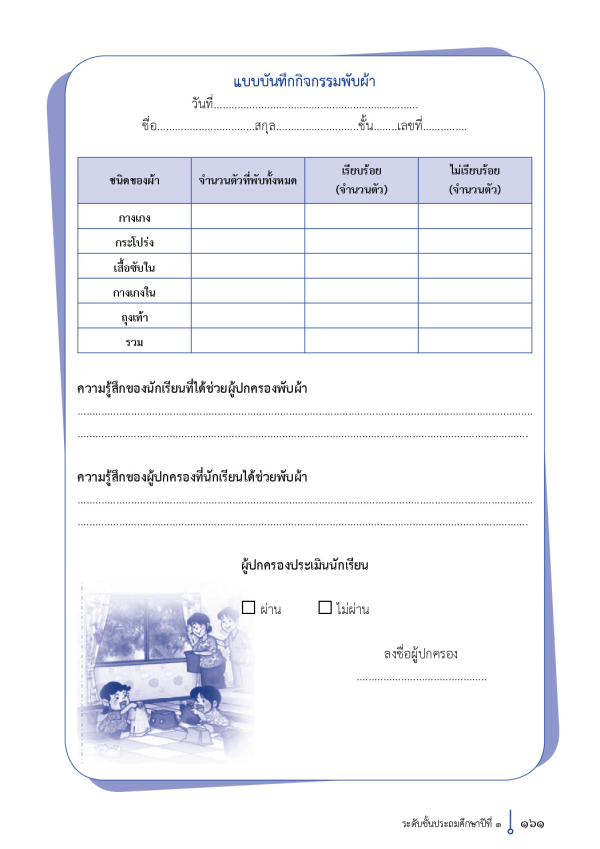 แบบบันทึกกิจกรรมพับผ้า
วันที่.....................................................................
ชื่อ.................................สกุล............................ชั้น........เลขที่...............
ชนิดของผ้า จำนวนตัวที่พับทั้งหมด เรียบร้อย (จำนวนตัว) ไม่เรียบร้อย (จำนวนตัว)
กางเกง
กระโปร่ง
เสื้อซับใน
กางเกงใน
ถุงเท้า
รวม
ความรู้สึกของนักเรียนที่ได้ช่วยผู้ปกครองพับผ้า
ความรู้สึกของผู้ปกครองที่นักเรียนได้ช่วยพับผ้า
ผู้ปกครองประเมินนักเรียน
☐ ผ่าน ☐ ไม่ผ่าน
ลงชื่อผู้ปกครอง
............................................
ระดับชั้นประถมศึกษาปีที่ ๑ ๑๖๑